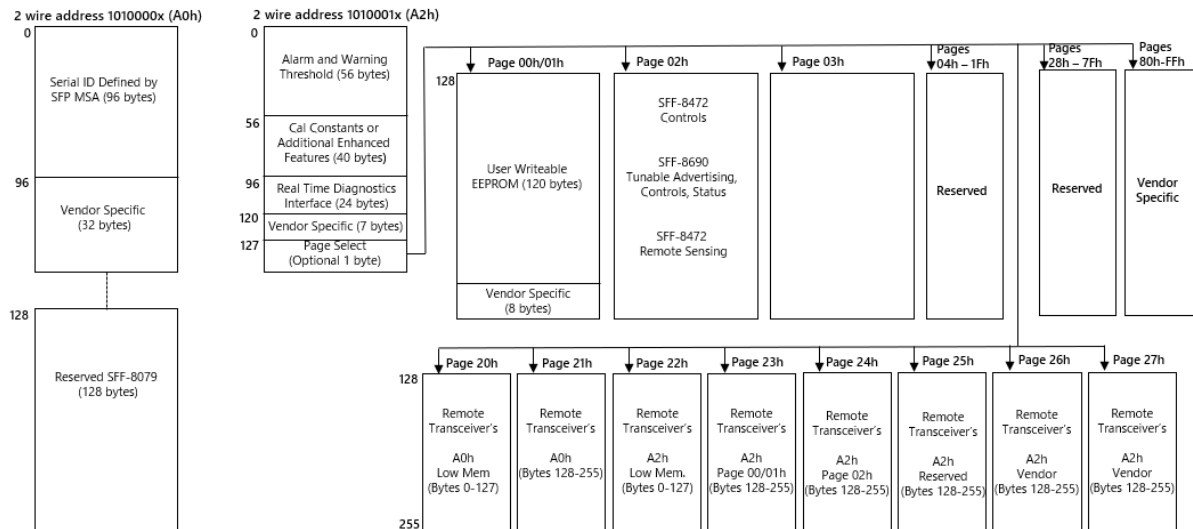 2 wire address 1010000x (A0h)
0
Serial ID Defined by
SFP MSA (96 bytes)
96
Vendor Specific
(32 bytes)
128
Reserved SFF-8079
(128 bytes)
2 wire address 1010001x (A2h)
0
Alarm and Warning
Threshold (56 bytes)
56
Cal Constants or
Additional Enhanced
Features (40 bytes)
96
Real Time Diagnostics
Interface (24 bytes)
120
Vendor Specific (7 bytes)
127
Page Select
(Optional 1 byte)
Page 00h/01h
128
User Writeable
EEPROM (120 bytes)
Vendor Specific
(8 bytes)
Page 02h
SFF-8472
Controls
SFF-8690
Tunable Advertising,
Controls, Status
SFF-8472
Remote Sensing
Page 03h
Pages
04h – 1Fh
Reserved
Pages
28h - 7Fh
Reserved
Pages
80h-FFh
Vendor
Specific
128
255
Page 20h
Remote
Transceiver's
A0h
Low Mem
(Bytes 0-127)
Page 21h
Remote
Transceiver's
A0h
(Bytes 128-255)
Page 22h
Remote
Transceiver's
A2h
Low Mem.
(Bytes 0-127)
Page 23h
Remote
Transceiver's
A2h
Page 00/01h
(Bytes 128-255)
Page 24h
Remote
Transceiver's
A2h
Page 02h
(Bytes 128-255)
Page 25h
Remote
Transceiver's
A2h
Reserved
(Bytes 128-255)
Page 26h
Remote
Transceiver's
A2h
Vendor
(Bytes 128-255)
Page 27h
Remote
Transceiver's
A2h
Vendor
(Bytes 128-255)